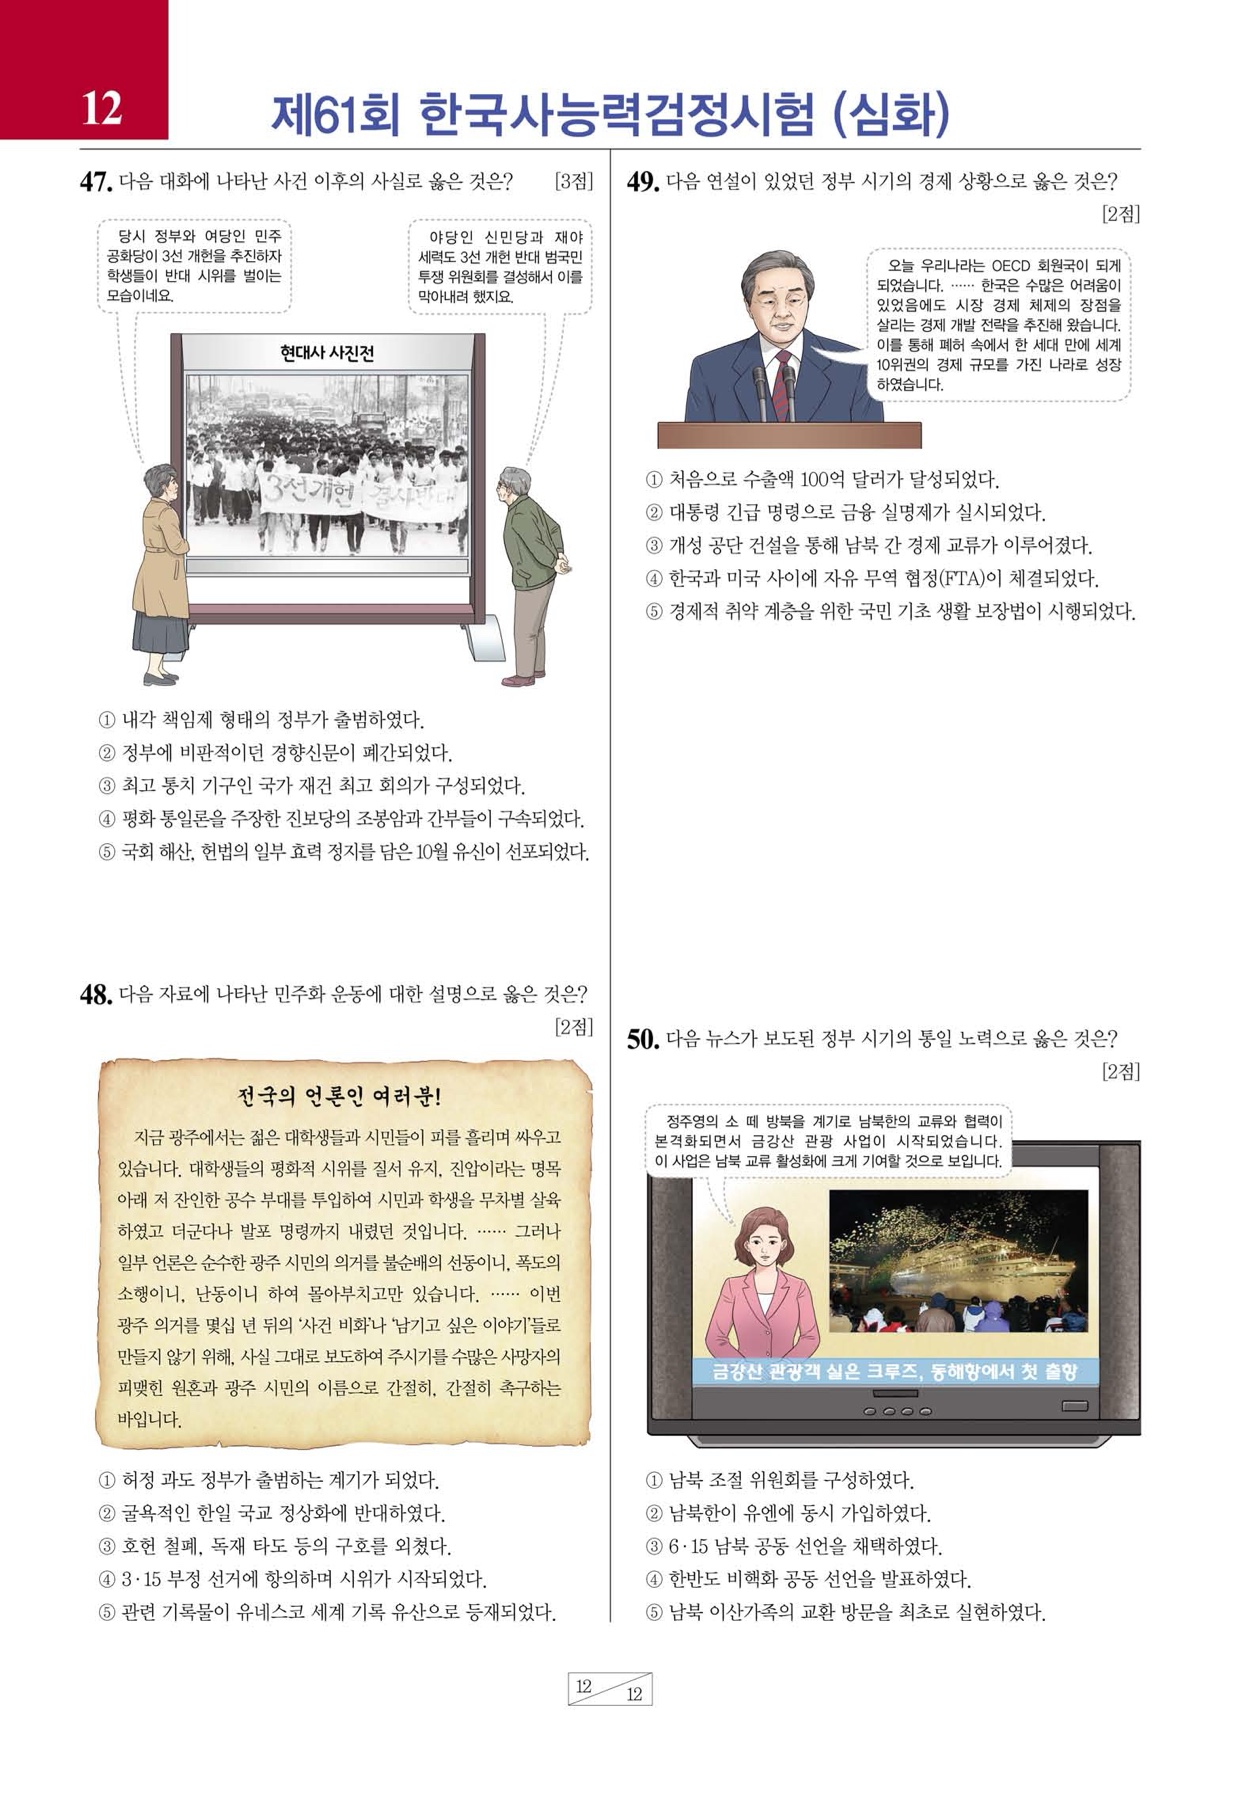 12
제61회 한국사능력검정시험 (심화)
47. 다음 대화에 나타난 사건 이후의 사실로 옳은 것은? [3점]
당시 정부와 여당인 민주
공화당이 3선 개헌을 추진하자
학생들이 반대 시위를 벌이는
모습이네요.
야당인 신민당과 재야
세력도 3선 개헌 반대 범국민
투쟁 위원회를 결성해서 이를
막아내려 했지요.
현대사 사진전
3선개헌 결사반대
① 내각 책임제 형태의 정부가 출범하였다.
② 정부에 비판적이던 경향신문이 폐간되었다.
③ 최고 통치 기구인 국가 재건 최고 회의가 구성되었다.
④ 평화 통일론을 주장한 진보당의 조봉암과 간부들이 구속되었다.
⑤ 국회 해산, 헌법의 일부 효력 정지를 담은 10월 유신이 선포되었다.
48. 다음 자료에 나타난 민주화 운동에 대한 설명으로 옳은 것은?
[2점]
전국의 언론인 여러분!
지금 광주에서는 젊은 대학생들과 시민들이 피를 흘리며 싸우고
있습니다. 대학생들의 평화적 시위를 질서 유지, 진압이라는 명목
아래 저 잔인한 공수 부대를 투입하여 시민과 학생을 무차별 살육
하였고 더군다나 발포 명령까지 내렸던 것입니다. …… 그러나
일부 언론은 순수한 광주 시민의 의거를 불순배의 선동이니, 폭도의
소행이니, 난동이니 하여 몰아부치고만 있습니다. …… 이번
광주 의거를 몇십 년 뒤의 ‘사건 비화’나 ‘남기고 싶은 이야기’들로
만들지 않기 위해, 사실 그대로 보도하여 주시기를 수많은 사망자의
피맺힌 원혼과 광주 시민의 이름으로 간절히, 간절히 촉구하는
바입니다.
① 허정 과도 정부가 출범하는 계기가 되었다.
② 굴욕적인 한일 국교 정상화에 반대하였다.
③ 호헌 철폐, 독재 타도 등의 구호를 외쳤다.
④ 3·15 부정 선거에 항의하며 시위가 시작되었다.
⑤ 관련 기록물이 유네스코 세계 기록 유산으로 등재되었다.
49. 다음 연설이 있었던 정부 시기의 경제 상황으로 옳은 것은?
[2점]
오늘 우리나라는 OECD 회원국이 되게
되었습니다. …… 한국은 수많은 어려움이
있었음에도 시장 경제 체제의 장점을
살리는 경제 개발 전략을 추진해 왔습니다.
이를 통해 폐허 속에서 한 세대 만에 세계
10위권의 경제 규모를 가진 나라로 성장
하였습니다.
① 처음으로 수출액 100억 달러가 달성되었다.
② 대통령 긴급 명령으로 금융 실명제가 실시되었다.
③ 개성 공단 건설을 통해 남북 간 경제 교류가 이루어졌다.
④ 한국과 미국 사이에 자유 무역 협정(FTA)이 체결되었다.
⑤ 경제적 취약 계층을 위한 국민 기초 생활 보장법이 시행되었다.
50. 다음 뉴스가 보도된 정부 시기의 통일 노력으로 옳은 것은?
[2점]
정주영의 소 떼 방북을 계기로 남북한의 교류와 협력이
본격화되면서 금강산 관광 사업이 시작되었습니다.
이 사업은 남북 교류 활성화에 크게 기여할 것으로 보입니다.
금강산 관광객 실은 크루즈, 동해항에서 첫 출항
① 남북 조절 위원회를 구성하였다.
② 남북한이 유엔에 동시 가입하였다.
③ 6·15 남북 공동 선언을 채택하였다.
④ 한반도 비핵화 공동 선언을 발표하였다.
⑤ 남북 이산가족의 교환 방문을 최초로 실현하였다.
12
12